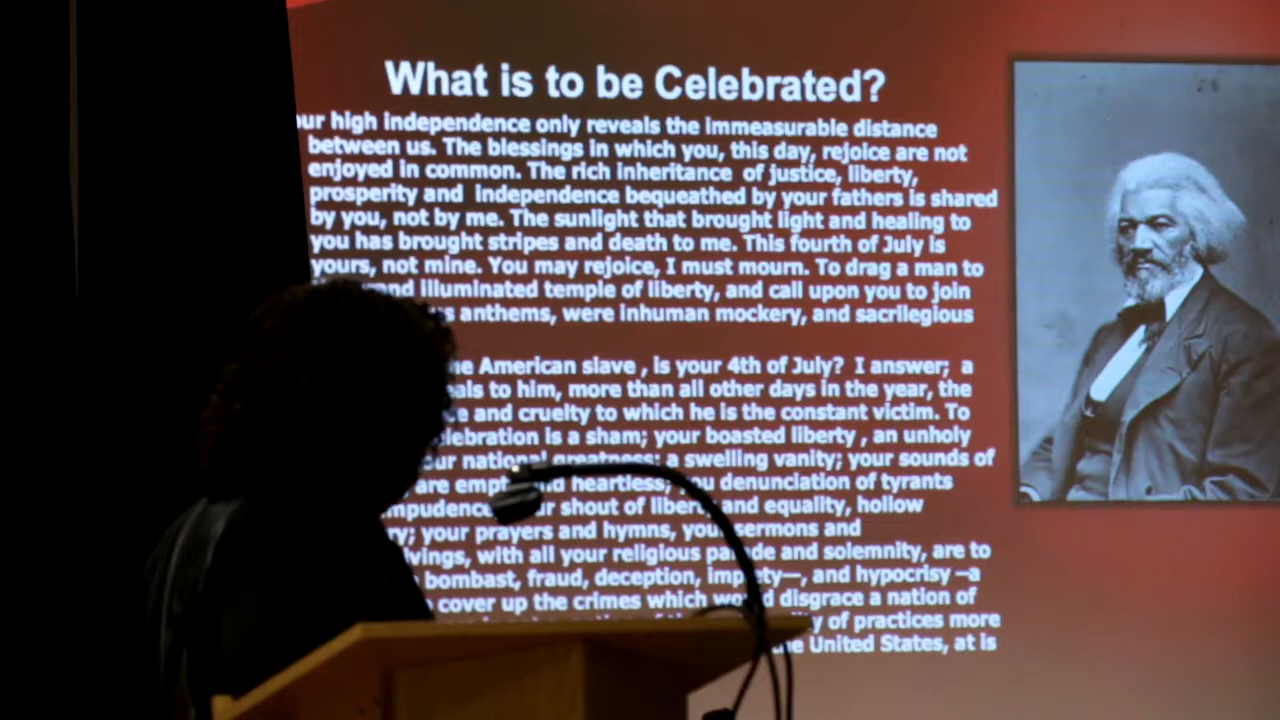 What is to be Celebrated?
our high independence only reveals the immeasurable distance
between us. The blessings in which you, this day, rejoice are not
enjoyed in common. The rich inheritance of justice, liberty,
prosperity and independence bequeathed by your fathers is shared
by you, not by me. The sunlight that brought light and healing to
you has brought stripes and death to me. This fourth of July is
yours, not mine. You may rejoice, I must mourn. To drag a man to
illuminated temple of liberty, and call upon you to join
anthems, were inhuman mockery, and sacrilegious
American slave , is your 4th of July? I answer; a
to him, more than all other days in the year, the
and cruelty to which he is the constant victim. To
is a sham; your boasted liberty , an unholy
national greatness; a swelling vanity; your sounds of
are heartless; denunciation of tyrants
shout of liberty and equality, hollow
your prayers and hymns, your sermons and
with all your religious parade and solemnity, are to
bombast, fraud, deception, impiety—, and hypocrisy –a
cover up the crimes which would disgrace a nation of
of practices more
United States, at is